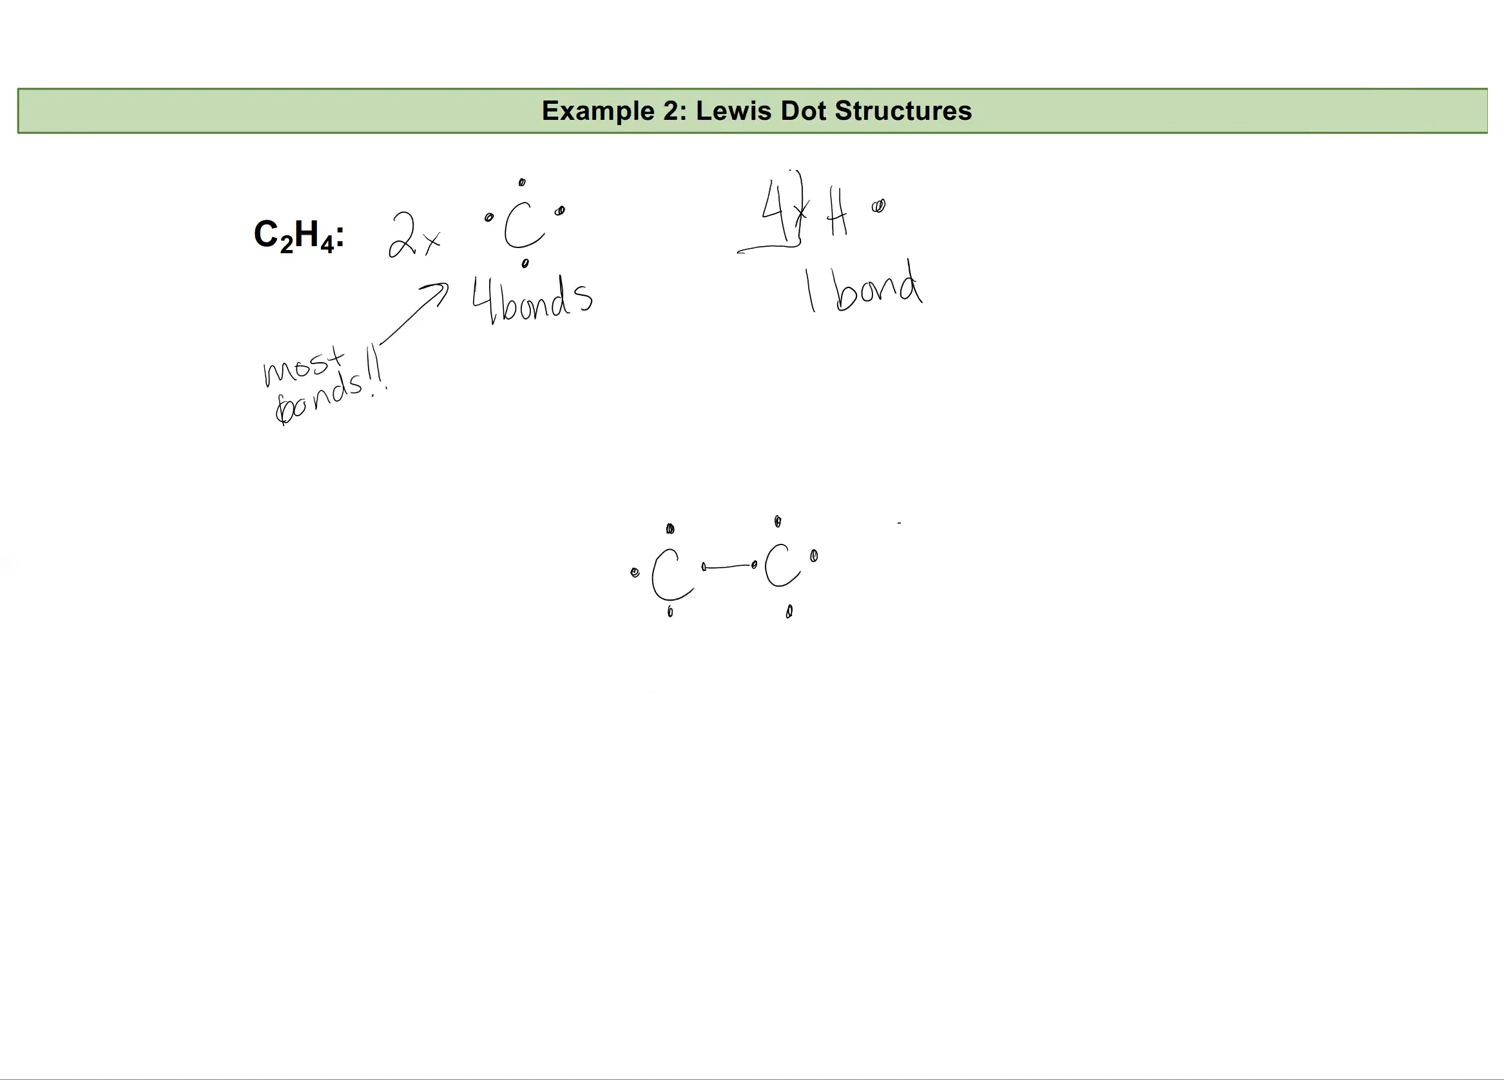 Example 2: Lewis Dot Structures
C₂H₄: 2x C 4x H
4bonds 1 bond
most
bonds!!
C C